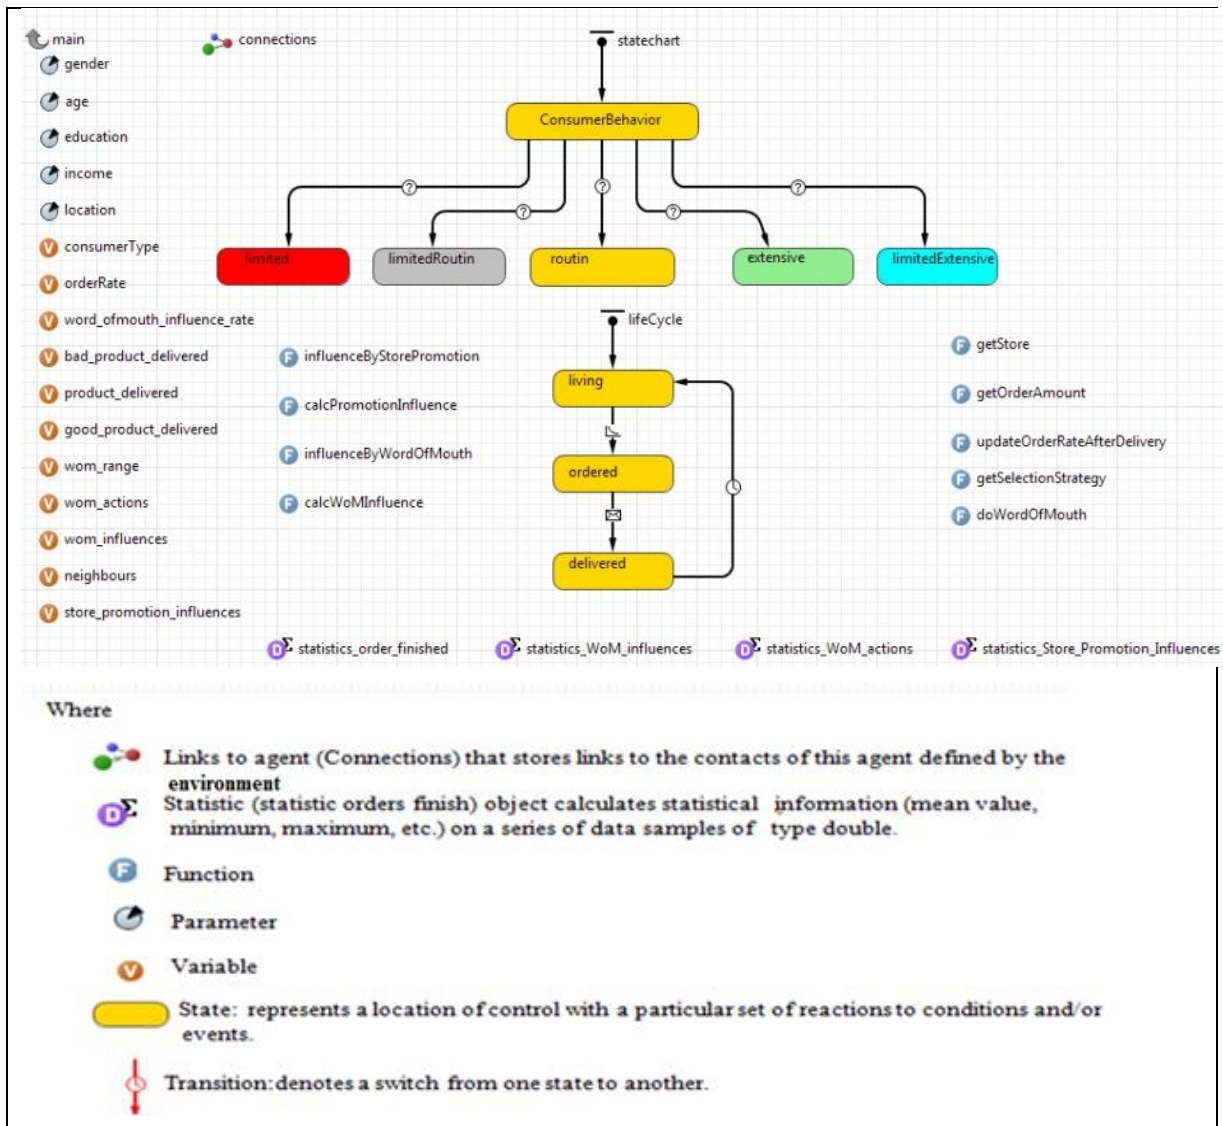 main
connections
statechart
gender
age
education
income
location
consumerType
orderRate
word_ofmouth_influence_rate
bad_product_delivered
product_delivered
good_product_delivered
wom_range
wom_actions
wom_influences
neighbours
store_promotion_influences
ConsumerBehavior
?
?
?
?
?
limited
limitedRoutin
routin
extensive
limitedExtensive
influenceByStorePromotion
calcPromotionInfluence
influenceByWordOfMouth
calcWoMInfluence
lifeCycle
living
ordered
delivered
getStore
getOrderAmount
updateOrderRateAfterDelivery
getSelectionStrategy
doWordOfMouth
statistics_order_finished
statistics_WoM_influences
statistics_WoM_actions
statistics_Store_Promotion_Influences
Where
Links to agent (Connections) that stores links to the contacts of this agent defined by the
environment
Statistic (statistic orders finish) object calculates statistical information (mean value,
minimum, maximum, etc.) on a series of data samples of type double.
Function
Parameter
Variable
State: represents a location of control with a particular set of reactions to conditions and/or
events.
Transition: denotes a switch from one state to another.